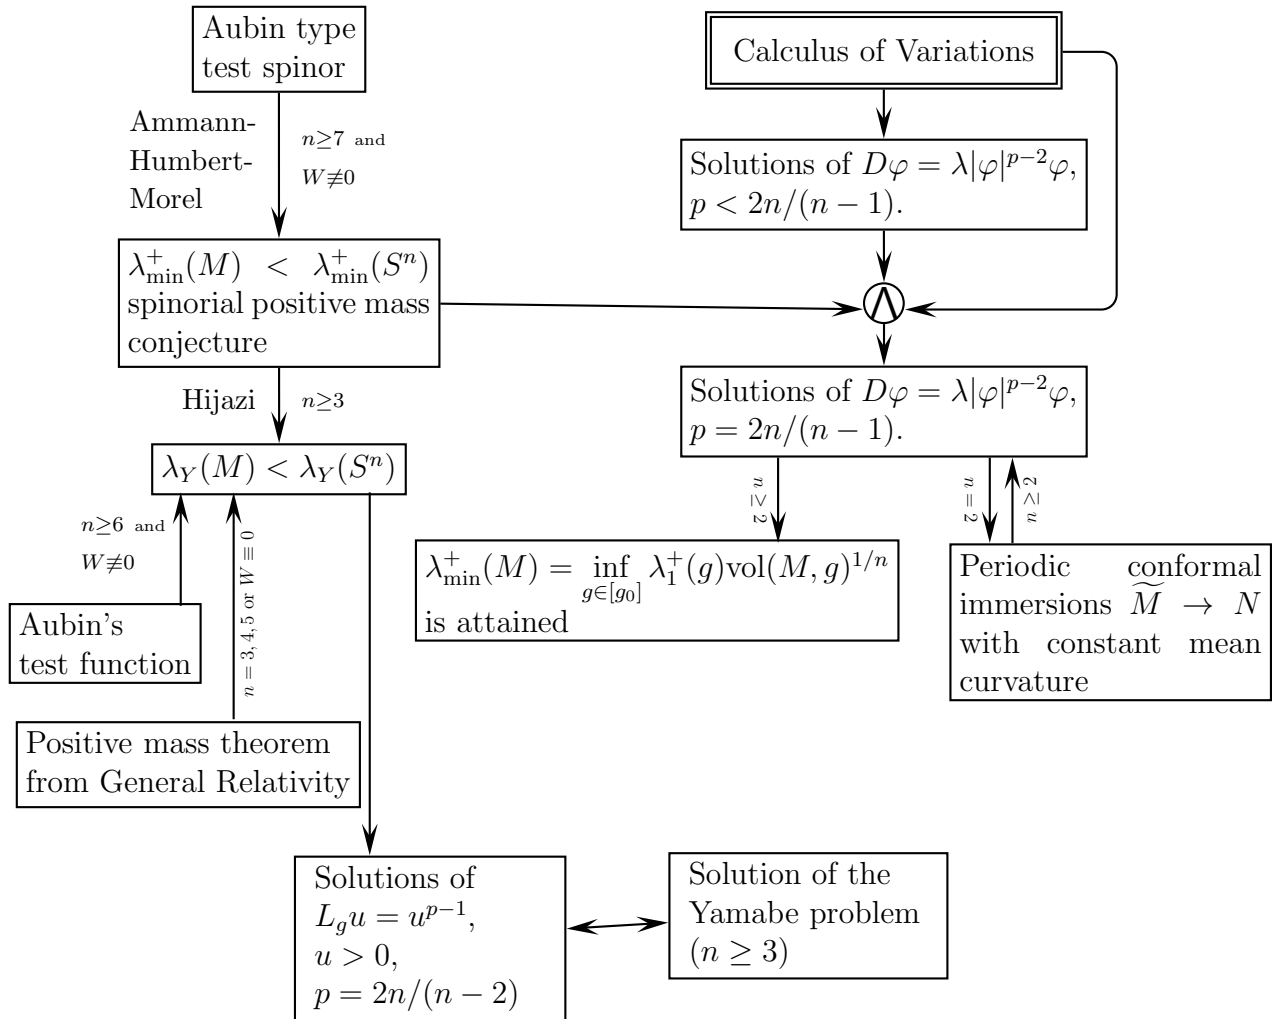 Aubin type
test spinor
Calculus of Variations
Ammann-
Humbert-
Morel
n≥7 and
W≢0
Solutions of Dφ = λ|φ|^{p−2}φ,
p < 2n/(n − 1).
λ^+_{min}(M) < λ^+_{min}(S^n)
spinorial positive mass
conjecture
∧
Hijazi
n≥3
Solutions of Dφ = λ|φ|^{p−2}φ,
p = 2n/(n − 1).
λ_Y(M) < λ_Y(S^n)
n ≥ 2
n = 2
n ≥ 2
n≥6 and
W≢0
n = 3, 4, 5 or W ≡ 0
λ^+_{min}(M) = inf_{g∈[g_0]} λ^+_1(g)vol(M, g)^{1/n}
is attained
Periodic conformal
immersions \widetilde{M} → N
with constant mean
curvature
Aubin's
test function
Positive mass theorem
from General Relativity
Solutions of
L_g u = u^{p−1},
u > 0,
p = 2n/(n − 2)
Solution of the
Yamabe problem
(n ≥ 3)